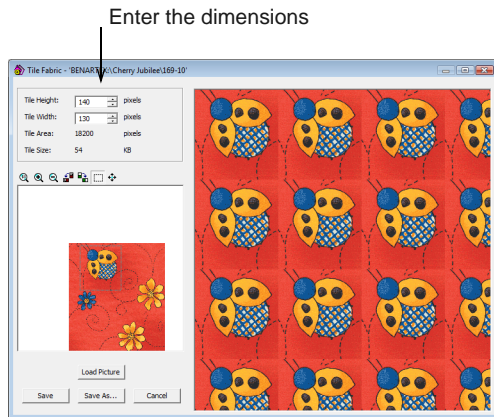 Enter the dimensions
Tile Fabric - 'BENARTEX\Cherry Jubilee\169-10'
Tile Height: 140 pixels
Tile Width: 130 pixels
Tile Area: 18200 pixels
Tile Size: 54 KB
Load Picture
Save Save As... Cancel